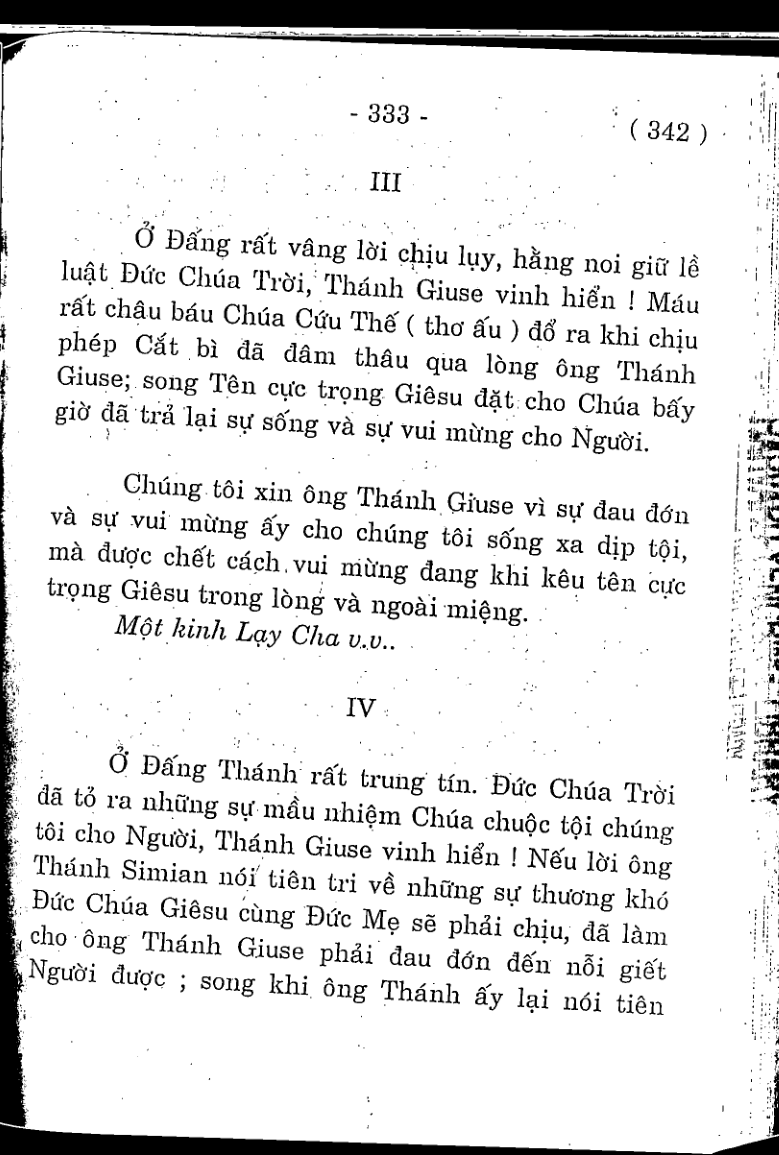 - 333 -
( 342 )
III
Ở Đấng rất vâng lời chịu lụy, hằng noi giữ lề
luật Đức Chúa Trời, Thánh Giuse vinh hiển ! Máu
rất châu báu Chúa Cứu Thế ( thơ ấu ) đổ ra khi chịu
phép Cắt bì đã đâm thâu qua lòng ông Thánh
Giuse; song Tên cực trọng Giêsu đặt cho Chúa bấy
giờ đã trả lại sự sống và sự vui mừng cho Người.
Chúng tôi xin ông Thánh Giuse vì sự đau đớn
và sự vui mừng ấy cho chúng tôi sống xa dịp tội,
mà được chết cách vui mừng đang khi kêu tên cực
trọng Giêsu trong lòng và ngoài miệng.
Một kinh Lạy Cha v.v..
IV
Ở Đấng Thánh rất trung tín. Đức Chúa Trời
đã tỏ ra những sự mầu nhiệm Chúa chuộc tội chúng
tôi cho Người, Thánh Giuse vinh hiển ! Nếu lời ông
Thánh Simian nói tiên tri về những sự thương khó
Đức Chúa Giêsu cùng Đức Mẹ sẽ phải chịu, đã làm
cho ông Thánh Giuse phải đau đớn đến nỗi giết
Người được ; song khi ông Thánh ấy lại nói tiên